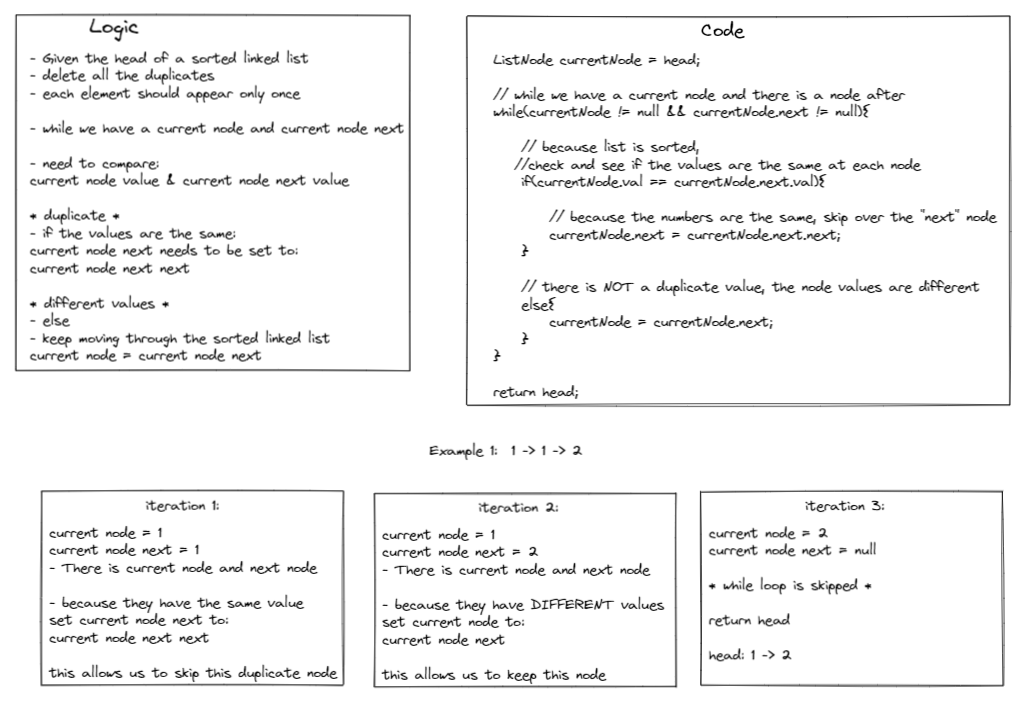 Logic
- Given the head of a sorted linked list
- delete all the duplicates
- each element should appear only once
- while we have a current node and current node next
- need to compare:
current node value & current node next value
* duplicate *
- if the values are the same:
current node next needs to be set to:
current node next next
* different values *
- else
- keep moving through the sorted linked list
current node = current node next
Code
ListNode currentNode = head;
// while we have a current node and there is a node after
while(currentNode != null && currentNode.next != null){
// because list is sorted,
//check and see if the values are the same at each node
if(currentNode.val == currentNode.next.val){
// because the numbers are the same, skip over the "next" node
currentNode.next = currentNode.next.next;
}
// there is NOT a duplicate value, the node values are different
else{
currentNode = currentNode.next;
}
}
return head;
Example 1: 1 -> 1 -> 2
iteration 1:
current node = 1
current node next = 1
- There is current node and next node
- because they have the same value
set current node next to:
current node next next
this allows us to skip this duplicate node
iteration 2:
current node = 1
current node next = 2
- There is current node and next node
- because they have DIFFERENT values
set current node to:
current node next
this allows us to keep this node
iteration 3:
current node = 2
current node next = null
* while loop is skipped *
return head
head: 1 -> 2